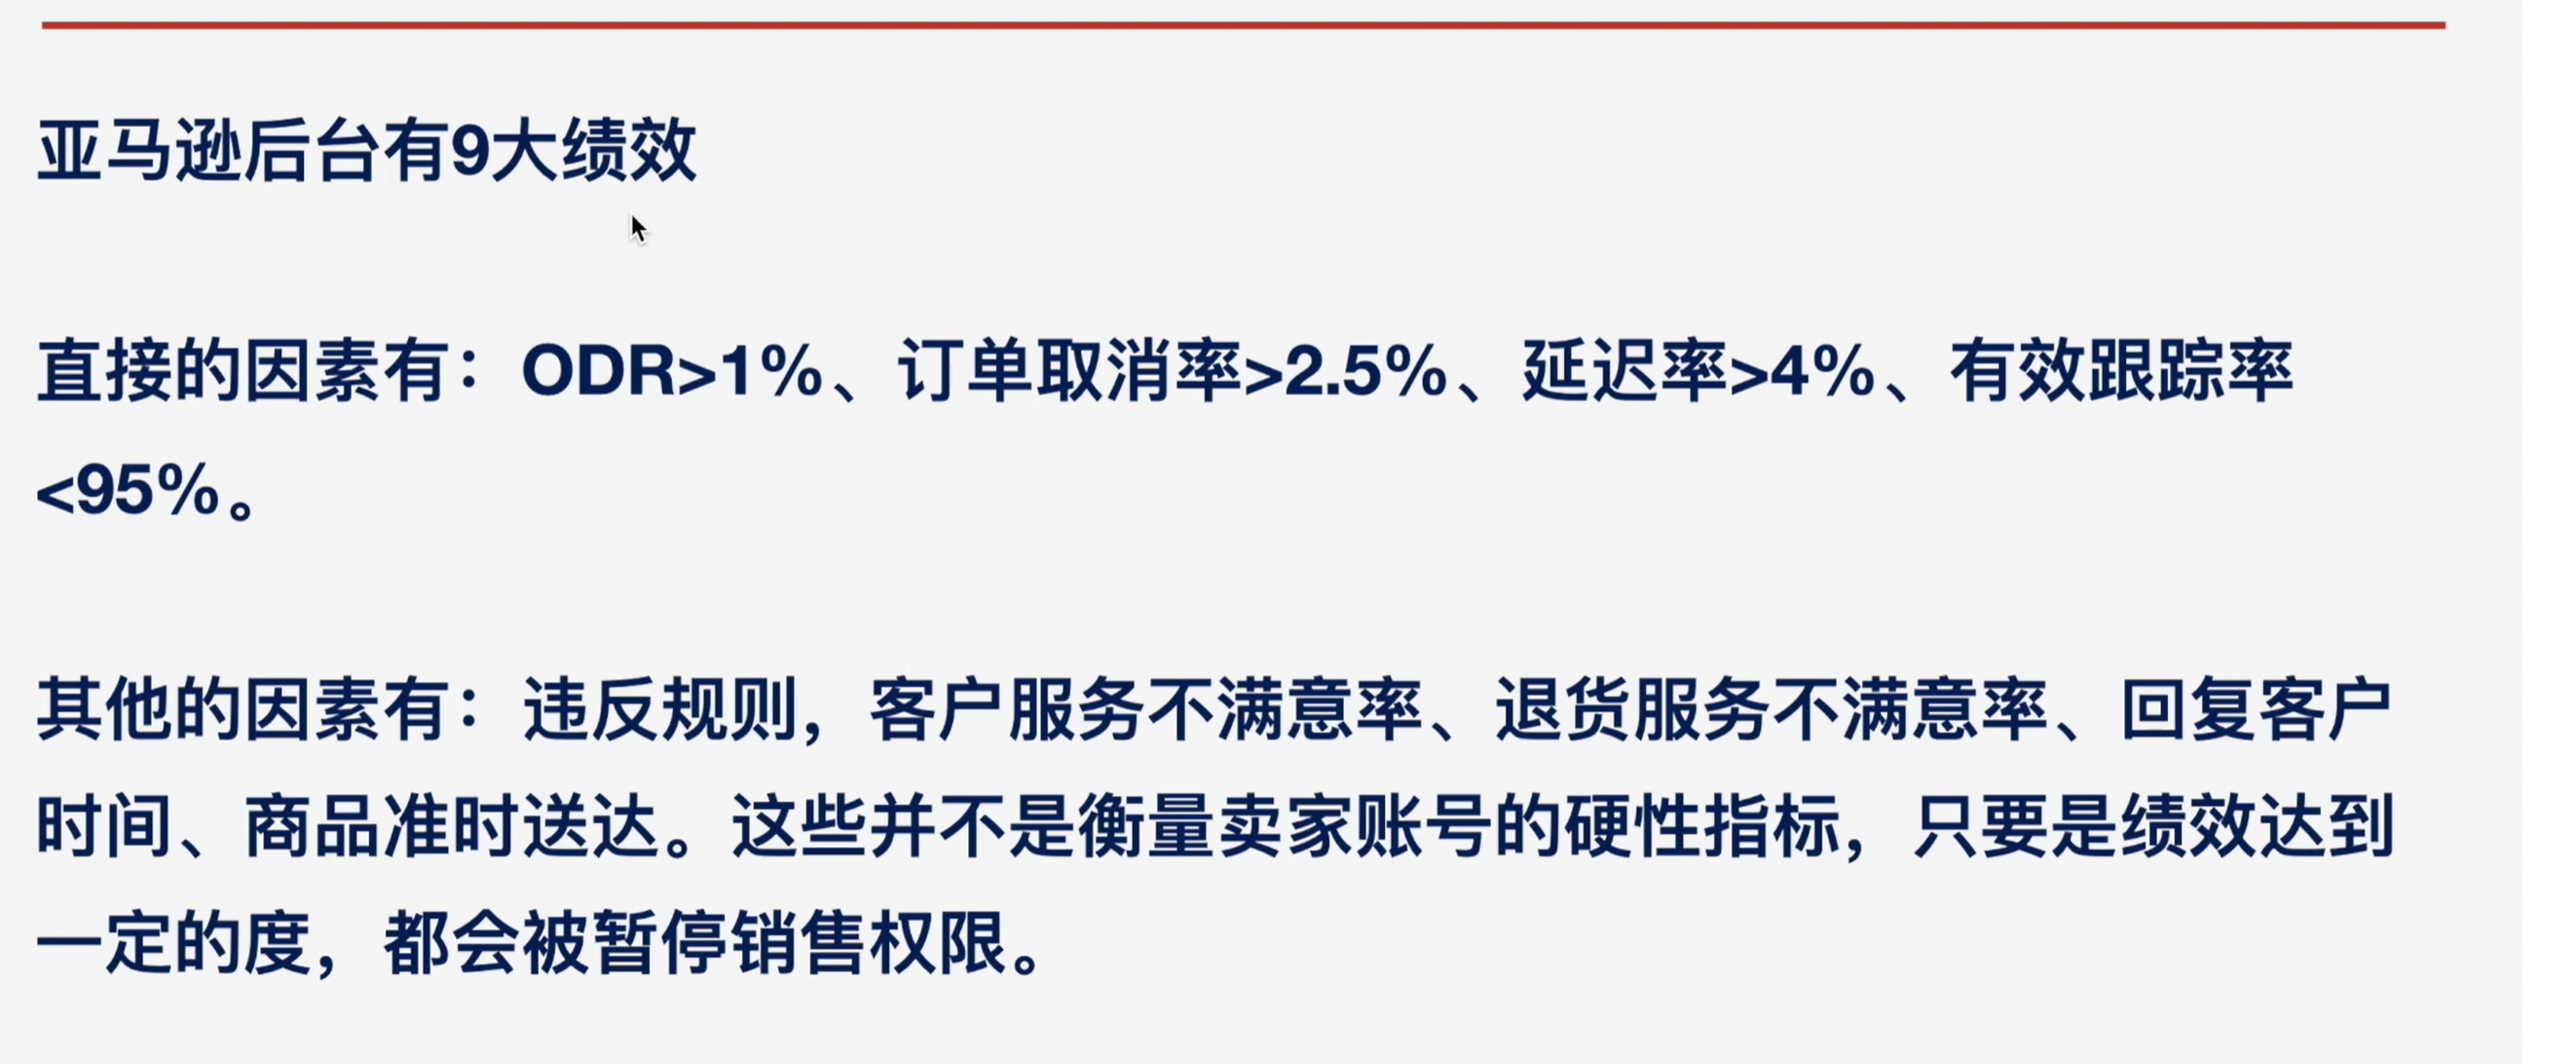 亚马逊后台有9大绩效
直接的因素有：ODR>1%、订单取消率>2.5%、延迟率>4%、有效跟踪率
<95%。
其他的因素有：违反规则，客户服务不满意率、退货服务不满意率、回复客户
时间、商品准时送达。这些并不是衡量卖家账号的硬性指标，只要是绩效达到
一定的度，都会被暂停销售权限。